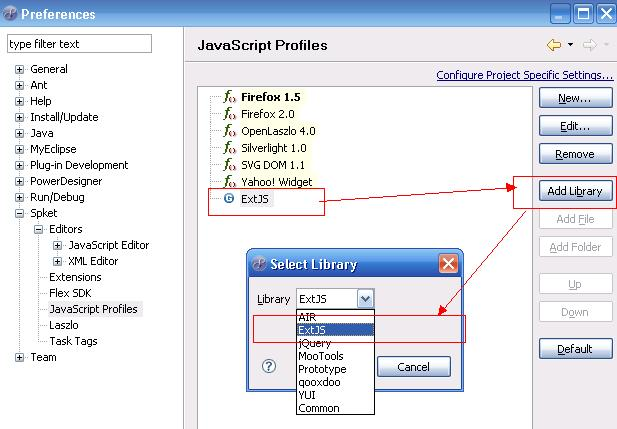 Preferences
type filter text
General
Ant
Help
Install/Update
Java
MyEclipse
Plug-in Development
PowerDesigner
Run/Debug
Spket
Editors
JavaScript Editor
XML Editor
Extensions
Flex SDK
JavaScript Profiles
Laszlo
Task Tags
Team
JavaScript Profiles
Configure Project Specific Settings...
Firefox 1.5
Firefox 2.0
OpenLaszlo 4.0
Silverlight 1.0
SVG DOM 1.1
Yahoo! Widget
ExtJS
New...
Edit...
Remove
Add Library
Add File
Add Folder
Up
Down
Default
Select Library
Library ExtJS
AIR
ExtJS
jQuery
MooTools
Prototype
qooxdoo
YUI
Common
Cancel